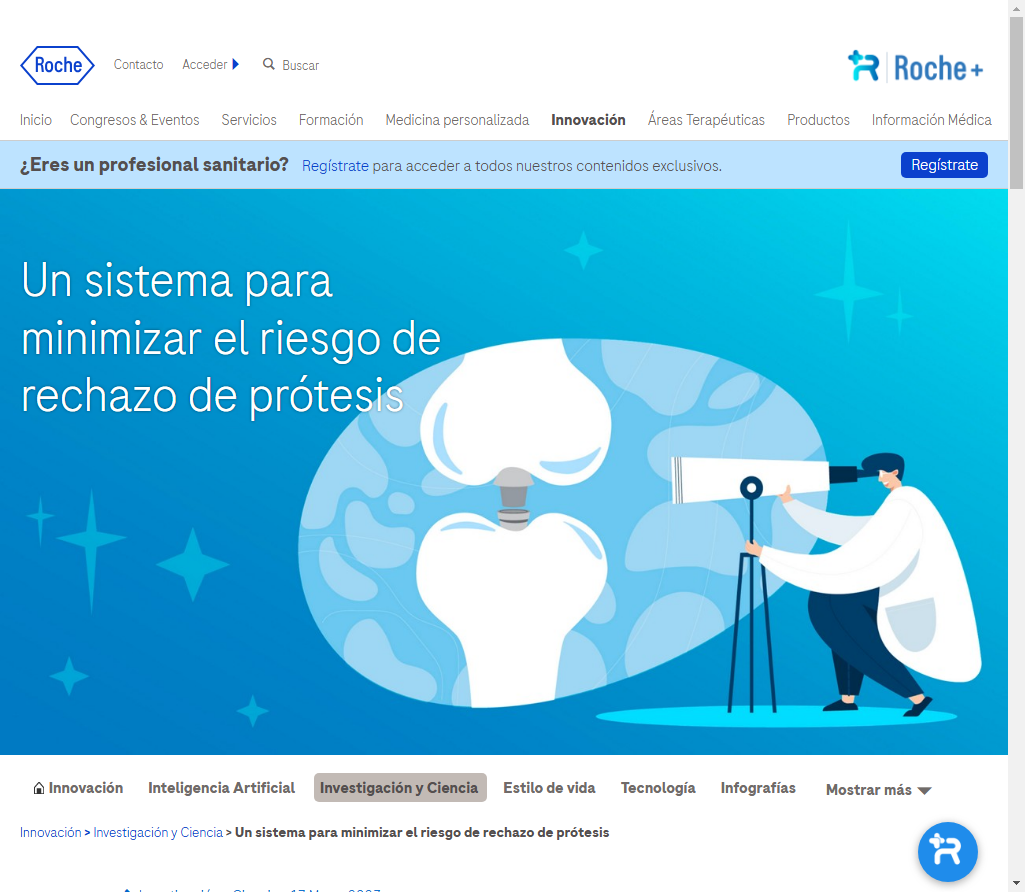 Roche
Contacto
Acceder
Buscar
Roche+
Inicio
Congresos & Eventos
Servicios
Formación
Medicina personalizada
Innovación
Áreas Terapéuticas
Productos
Información Médica
¿Eres un profesional sanitario?
Regístrate para acceder a todos nuestros contenidos exclusivos.
Regístrate
Un sistema para
minimizar el riesgo de
rechazo de prótesis
Innovación
Inteligencia Artificial
Investigación y Ciencia
Estilo de vida
Tecnología
Infografías
Mostrar más
Innovación > Investigación y Ciencia > Un sistema para minimizar el riesgo de rechazo de prótesis